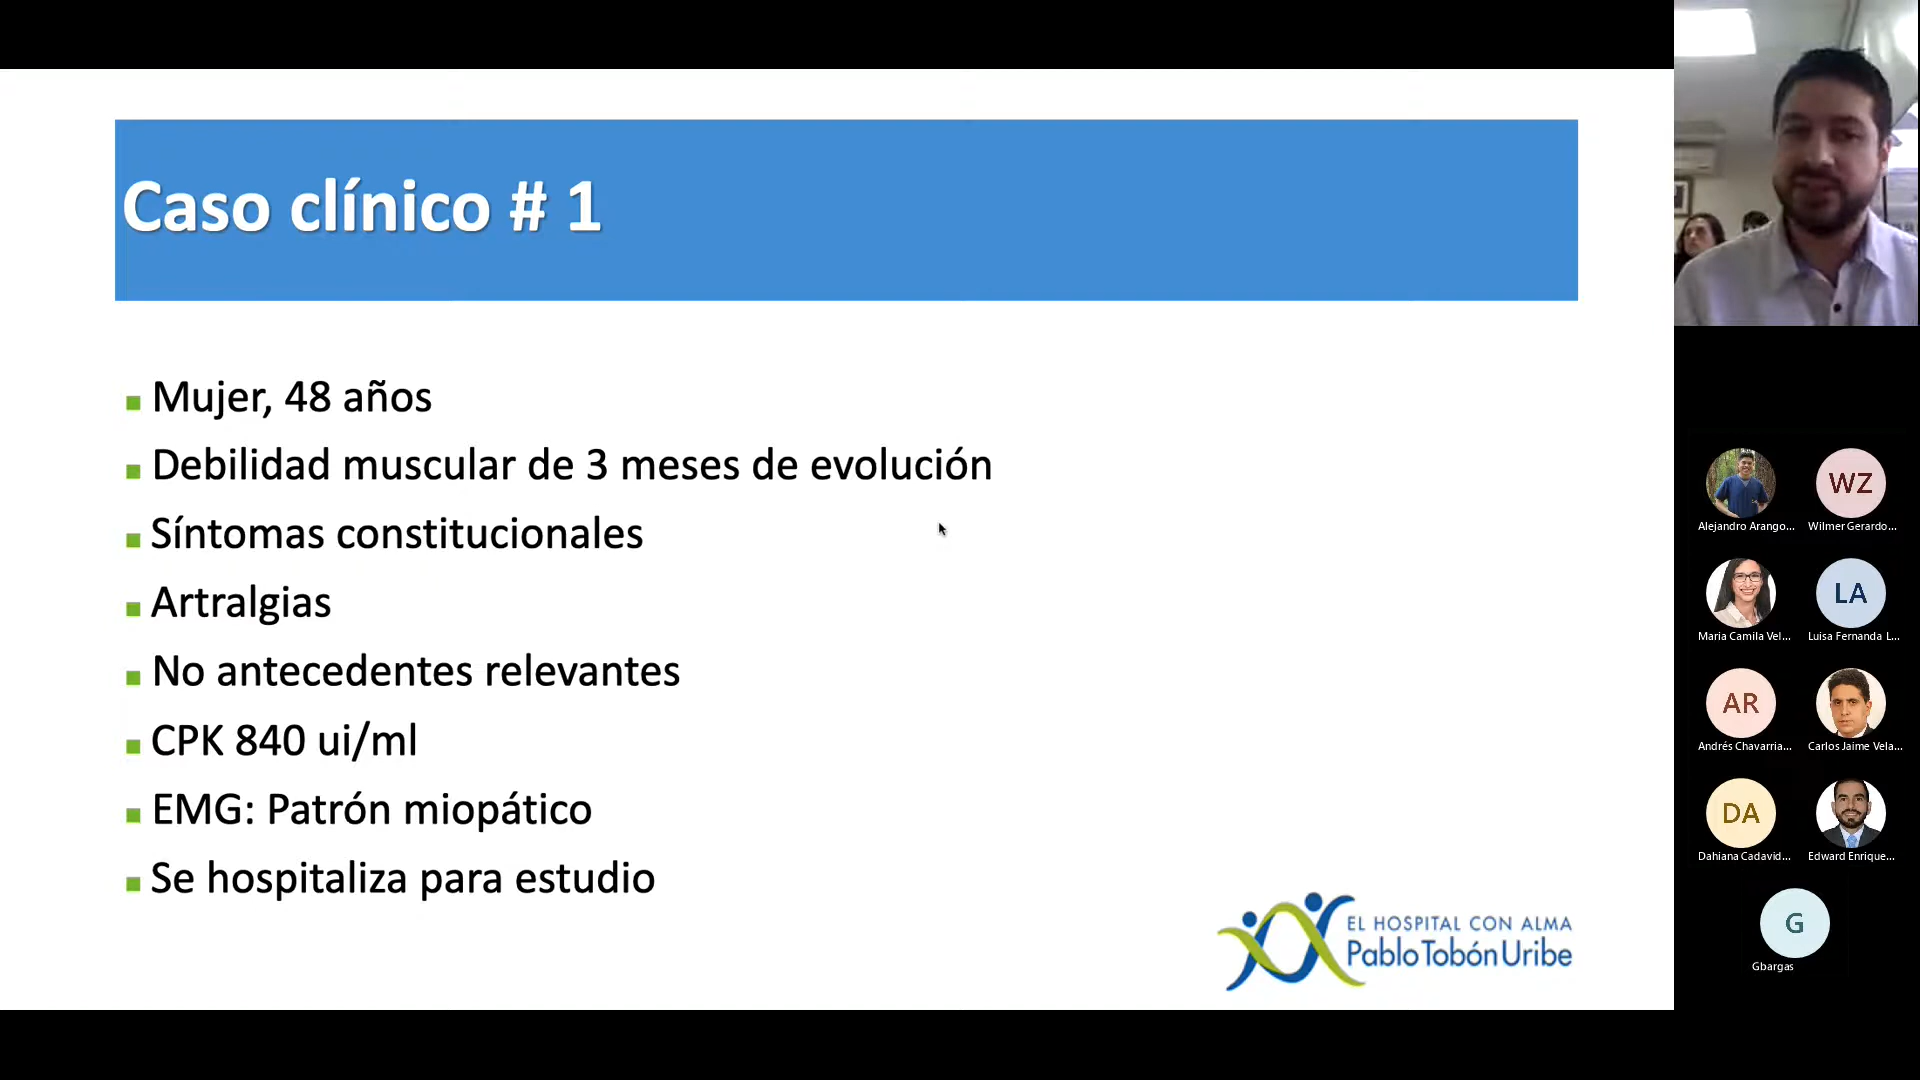 Caso clínico # 1
Mujer, 48 años
Debilidad muscular de 3 meses de evolución
Síntomas constitucionales
Artralgias
No antecedentes relevantes
CPK 840 ui/ml
EMG: Patrón miopático
Se hospitaliza para estudio
EL HOSPITAL CON ALMA
Pablo Tobón Uribe
WZ
Alejandro Arango... Wilmer Gerardo...
LA
Maria Camila Vel... Luisa Fernanda L...
AR
Andrés Chavarria... Carlos Jaime Vela...
DA
Dahiana Cadavid... Edward Enrique...
G
Gbargas